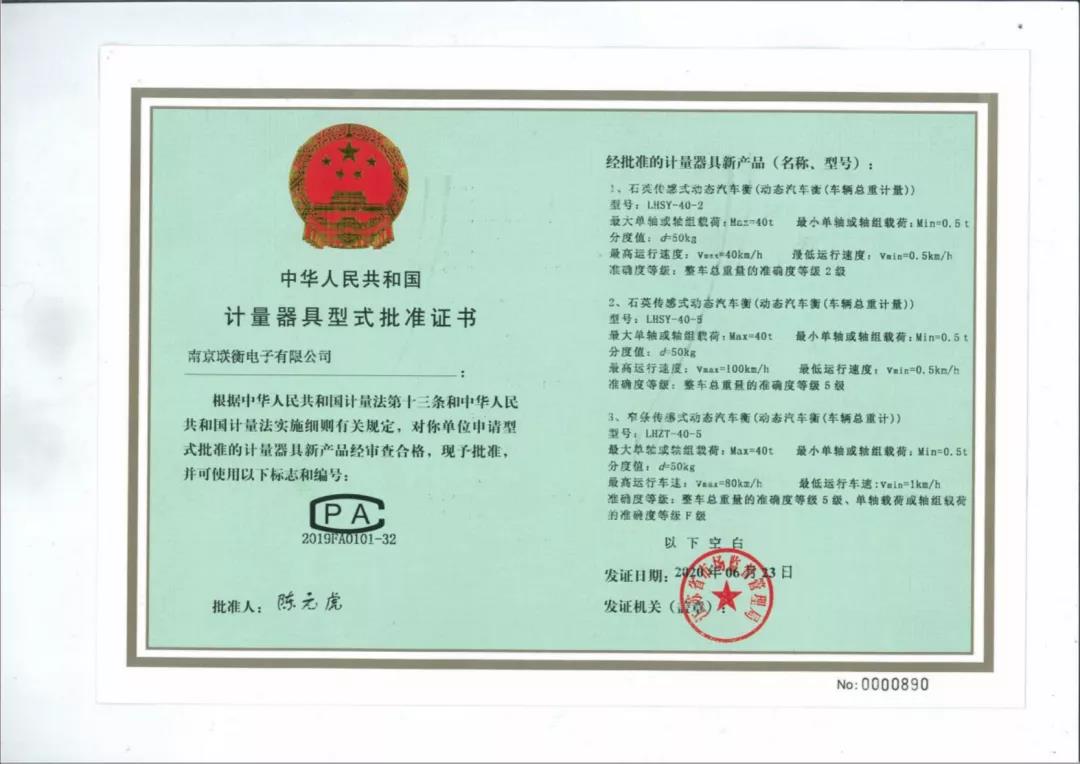 中华人民共和国
计量器具型式批准证书
南京联衡电子有限公司
：
根据中华人民共和国计量法第十三条和中华人民
共和国计量法实施细则有关规定，对你单位申请型
式批准的计量器具新产品经审查合格，现予批准，
并可使用以下标志和编号：
CPA
2019FA0101-32
批准人： 陈元虎
经批准的计量器具新产品（名称、型号）：
1、石英传感式动态汽车衡(动态汽车衡(车辆总重计量))
型号：LHSY-40-2
最大单轴或轴组载荷：Max=40t 最小单轴或轴组载荷：Min=0.5 t
分度值：d=50kg
最高运行速度：vmax=40km/h 最低运行速度：vmin=0.5km/h
准确度等级：整车总重量的准确度等级 2 级
2、石英传感式动态汽车衡(动态汽车衡(车辆总重计量))
型号：LHSY-40-5
最大单轴或轴组载荷：Max=40t 最小单轴或轴组载荷：Min=0.5 t
分度值：d=50kg
最高运行速度：vmax=100km/h 最低运行速度：vmin=0.5km/h
准确度等级：整车总重量的准确度等级 5 级
3、窄条传感式动态汽车衡(动态汽车衡(车辆总重计))
型号：LHZT-40-5
最大单轴或轴组载荷：Max=40t 最小单轴或轴组载荷：Min=0.5t
分度值：d=50kg
最高运行车速：vmax=80km/h 最低运行车速：vmin=1km/h
准确度等级：整车总重量的准确度等级 5 级、单轴载荷或轴组载荷
的准确度等级 F 级
以下空白
发证日期：2020 年 06 月 23 日
发证机关（盖章）：
江苏省市场监督管理局
No:0000890